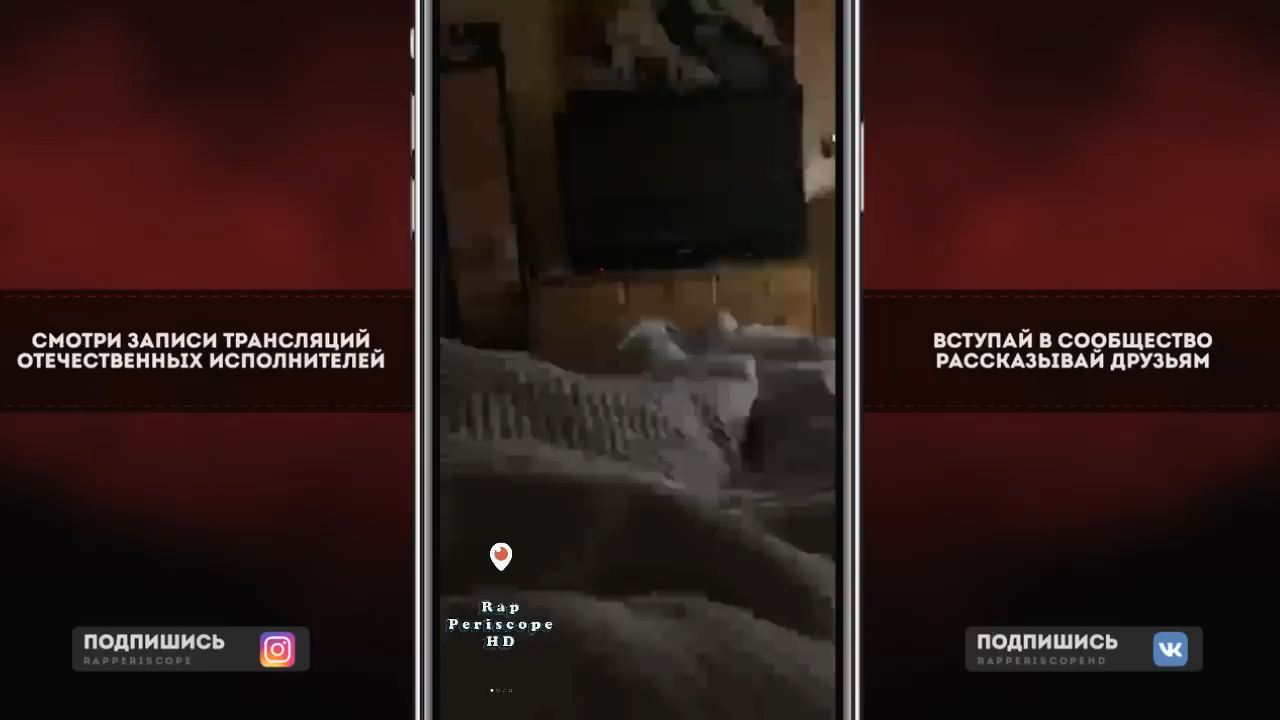 СМОТРИ ЗАПИСИ ТРАНСЛЯЦИЙ
ОТЕЧЕСТВЕННЫХ ИСПОЛНИТЕЛЕЙ
ВСТУПАЙ В СООБЩЕСТВО
РАССКАЗЫВАЙ ДРУЗЬЯМ
Rap
Periscope
HD
ПОДПИШИСЬ
RAPPERISCOPE
ПОДПИШИСЬ
RAPPERISCOPEHD